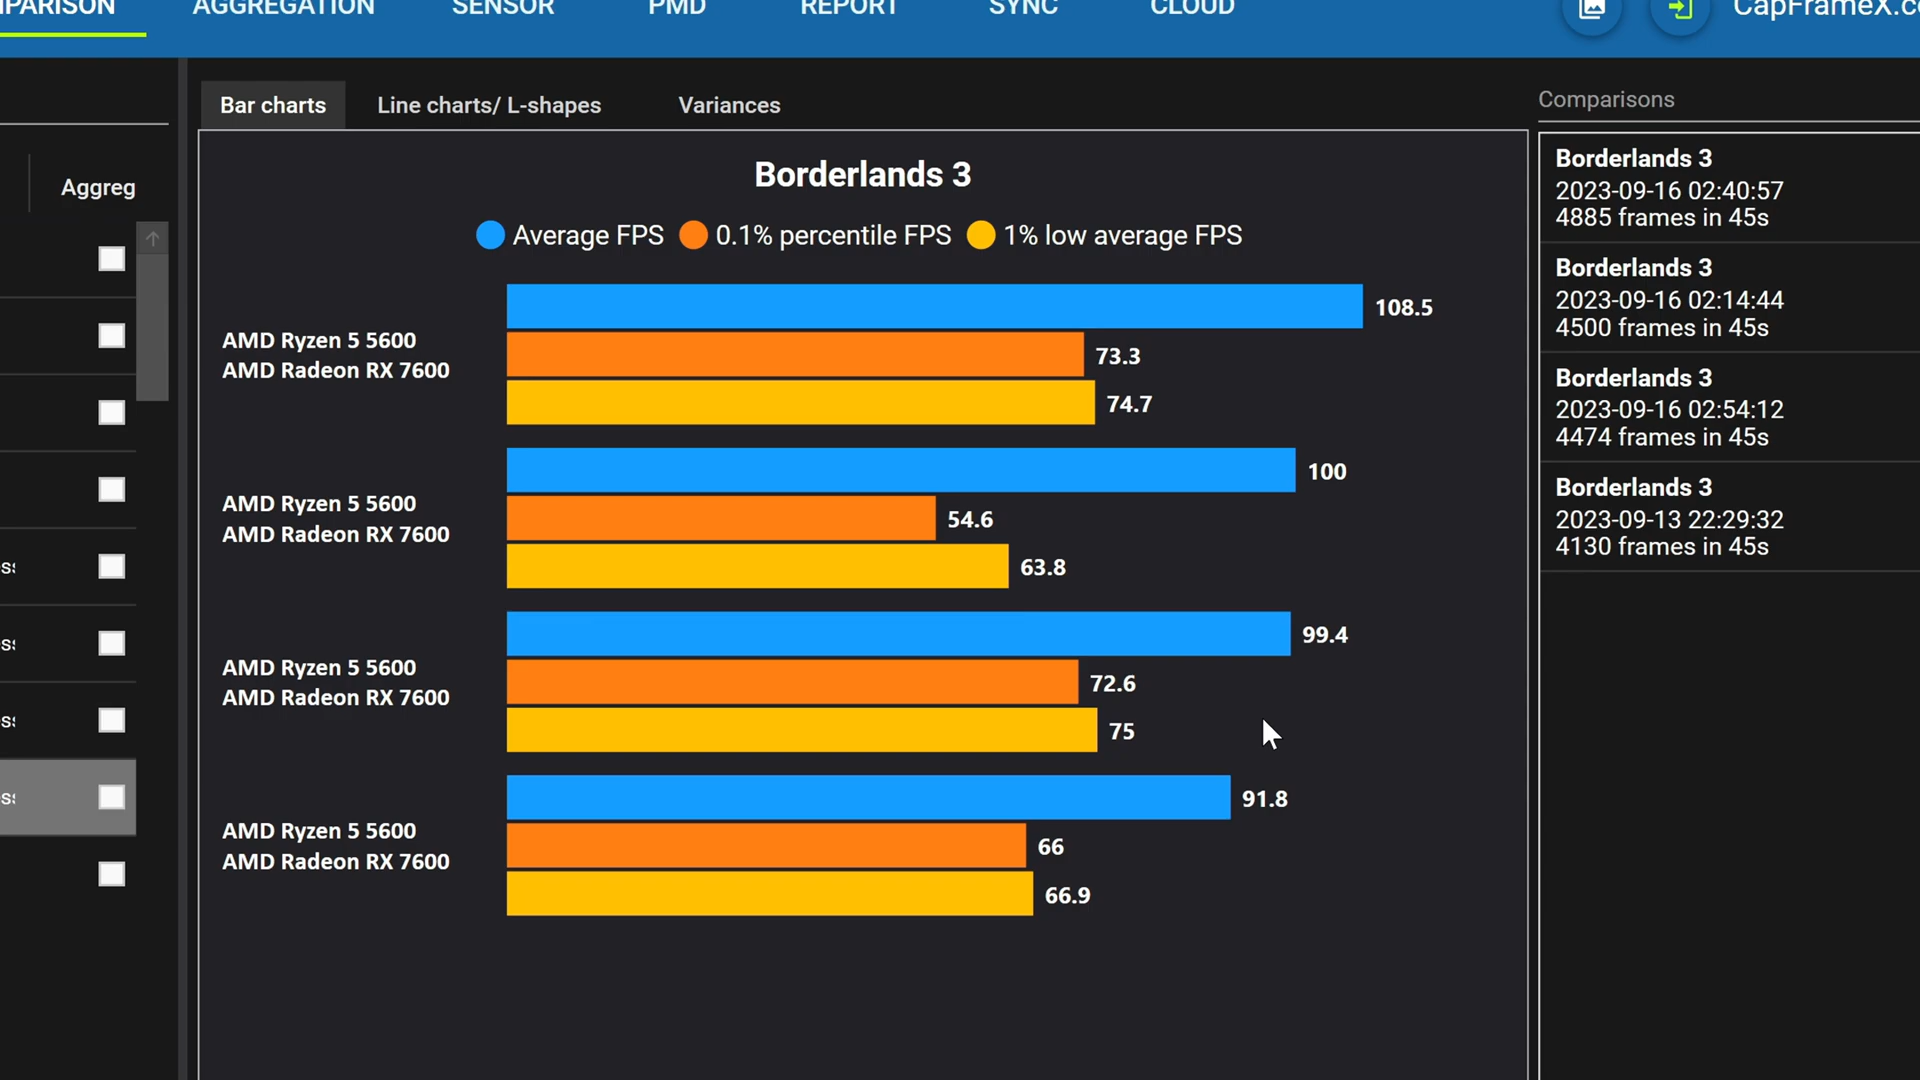 AGGREGATION SENSOR PMD REPORT SYNC CLOUD
Bar charts Line charts/ L-shapes Variances
Comparisons
Aggreg
Borderlands 3
Average FPS 0.1% percentile FPS 1% low average FPS
AMD Ryzen 5 5600
AMD Radeon RX 7600
108.5
73.3
74.7
AMD Ryzen 5 5600
AMD Radeon RX 7600
100
54.6
63.8
AMD Ryzen 5 5600
AMD Radeon RX 7600
99.4
72.6
75
AMD Ryzen 5 5600
AMD Radeon RX 7600
91.8
66
66.9
Borderlands 3
2023-09-16 02:40:57
4885 frames in 45s
Borderlands 3
2023-09-16 02:14:44
4500 frames in 45s
Borderlands 3
2023-09-16 02:54:12
4474 frames in 45s
Borderlands 3
2023-09-13 22:29:32
4130 frames in 45s